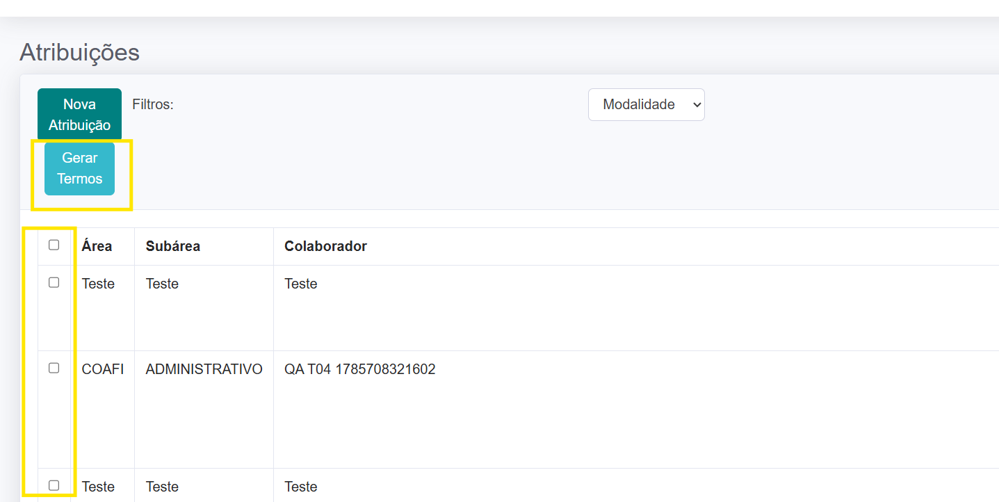 Atribuições
Nova
Atribuição
Filtros:
Modalidade
Gerar
Termos
Área Subárea Colaborador
Teste Teste Teste
COAFI ADMINISTRATIVO QA T04 1785708321602
Teste Teste Teste